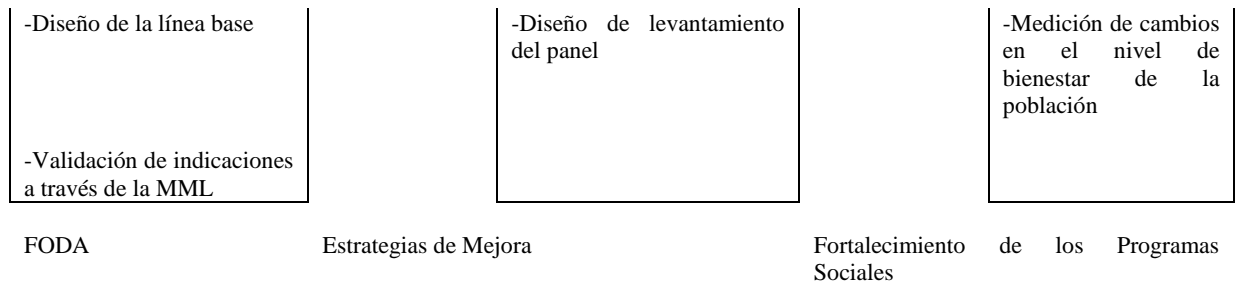 -Diseño de la línea base
-Validación de indicaciones
a través de la MML
-Diseño de levantamiento
del panel
-Medición de cambios
en el nivel de
bienestar de la
población
FODA
Estrategias de Mejora
Fortalecimiento de los Programas
Sociales